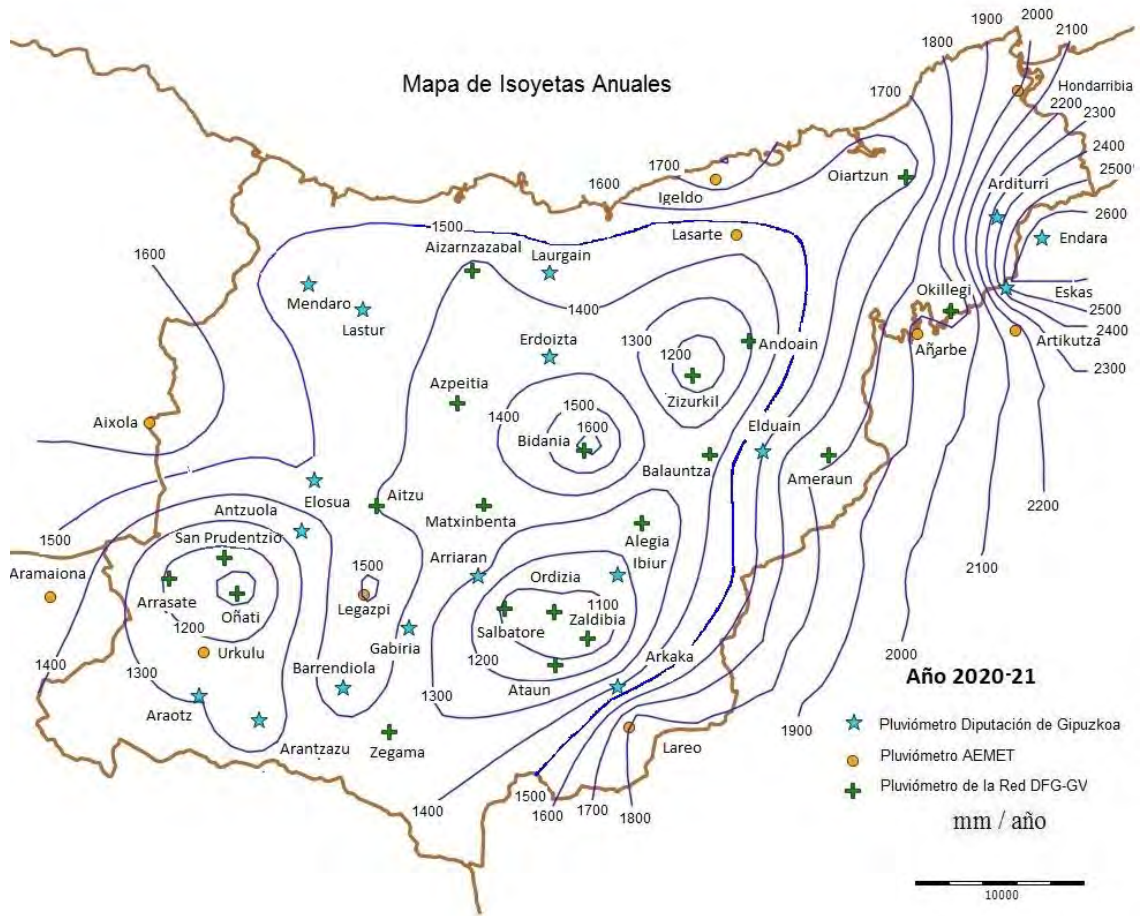 1900
2000
2100
1800
Mapa de Isoyetas Anuales
Hondarribia
1700
2200
2300
2400
1700
Oiartzun
2500
Igeldo
1600
Arditurri
2600
1500
Lasarte
Endara
Aizarnzazabal
Laurgain
1600
Okillegi
Eskas
Mendaro
2500
Lastur
1400
2400
Erdoizta
1300
Andoain
Añarbe
Artikutza
1200
2300
Azpeitia
Zizurkil
1400
1500
Aixola
1600
Bidania
Elduain
Balauntza
Ameraun
Elosua
Aitzu
2200
Antzuola
Matxinbenta
San Prudentzio
Alegia
1500
Arriaran
Ibiur
2100
Aramaiona
1500
Ordizia
Arrasate
Oñati
Legazpi
1100
Salbatore
Zaldibia
1200
Gabiria
Urkulu
2000
1400
1300
Barrendiola
1200
Arkaka
Año 2020-21
1300
Ataun
Araotz
1900
Pluviómetro Diputación de Gipuzkoa
Arantzazu
Zegama
Lareo
Pluviómetro AEMET
Pluviómetro de la Red DFG-GV
1400
1500
1600
1700
1800
mm / año
10000